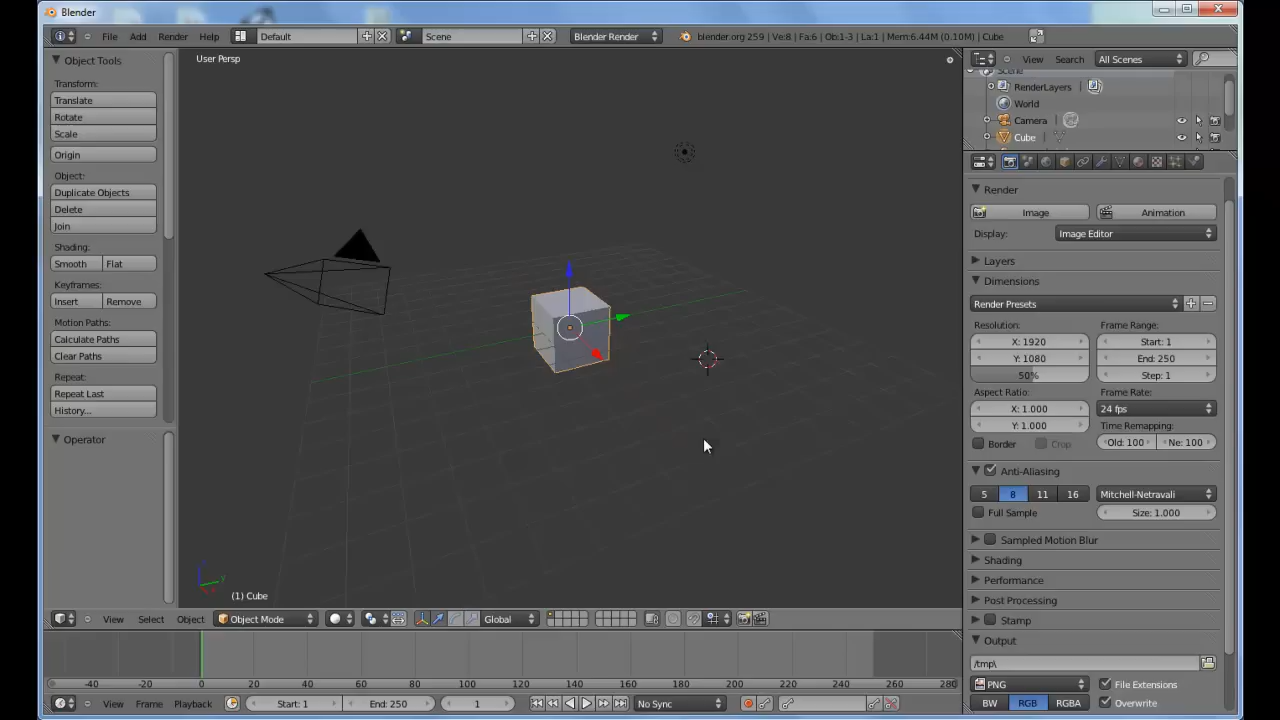 Blender
File Add Render Help Default Scene Blender Render blender.org 259 | Ve:8 | Fa:6 | Ob:1-3 | La:1 | Mem:6.44M (0.10M) | Cube
Object Tools
Transform:
Translate
Rotate
Scale
Origin
Object:
Duplicate Objects
Delete
Join
Shading:
Smooth Flat
Keyframes:
Insert Remove
Motion Paths:
Calculate Paths
Clear Paths
Repeat:
Repeat Last
History...
Operator
User Persp
z
y
(1) Cube
View Select Object Object Mode Global
-40 -20 0 20 40 60 80 100 120 140 160 180 200 220 240 260 280
View Frame Playback Start: 1 End: 250 1 No Sync
View Search All Scenes
Scene
RenderLayers |
World
Camera |
Cube |
Render
Image Animation
Display: Image Editor
Layers
Dimensions
Render Presets
Resolution: Frame Range:
X: 1920 Start: 1
Y: 1080 End: 250
50% Step: 1
Aspect Ratio: Frame Rate:
X: 1.000 24 fps
Y: 1.000 Time Remapping:
Border Crop Old: 100 Ne: 100
Anti-Aliasing
5 8 11 16 Mitchell-Netravali
Full Sample Size: 1.000
Sampled Motion Blur
Shading
Performance
Post Processing
Stamp
Output
/tmp\
PNG File Extensions
BW RGB RGBA Overwrite